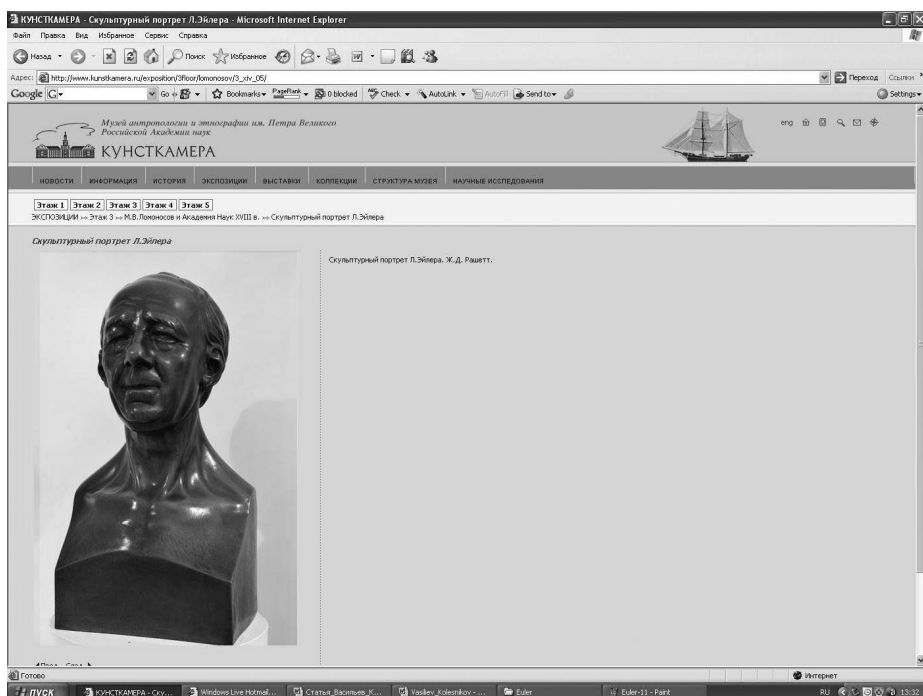 КУНСТКАМЕРА - Скульптурный портрет Л.Эйлера - Microsoft Internet Explorer
Файл Правка Вид Избранное Сервис Справка
Назад Поиск Избранное
Адрес: http://www.kunstkamera.ru/exposition/3floor/lomonosov/3_xiv_05/ Переход Ссылки
Google G Go Bookmarks PageRank 0 blocked Check AutoLink AutoFill Send to Settings
Музей антропологии и этнографии им. Петра Великого
Российской Академии наук
КУНСТКАМЕРА
eng
НОВОСТИ ИНФОРМАЦИЯ ИСТОРИЯ ЭКСПОЗИЦИИ ВЫСТАВКИ КОЛЛЕКЦИИ СТРУКТУРА МУЗЕЯ НАУЧНЫЕ ИССЛЕДОВАНИЯ
Этаж 1 Этаж 2 Этаж 3 Этаж 4 Этаж 5
ЭКСПОЗИЦИИ >> Этаж 3 >> М.В.Ломоносов и Академия Наук XVIII в. >> Скульптурный портрет Л.Эйлера
Скульптурный портрет Л.Эйлера
Скульптурный портрет Л.Эйлера. Ж.Д. Рашетт.
Готово Интернет
ПУСК КУНСТКАМЕРА - Ску... Windows Live Hotmail... Статья_Васильев_К... Vasilev_Kolesnikov - ... Euler Euler-11 - Paint RU 13:32